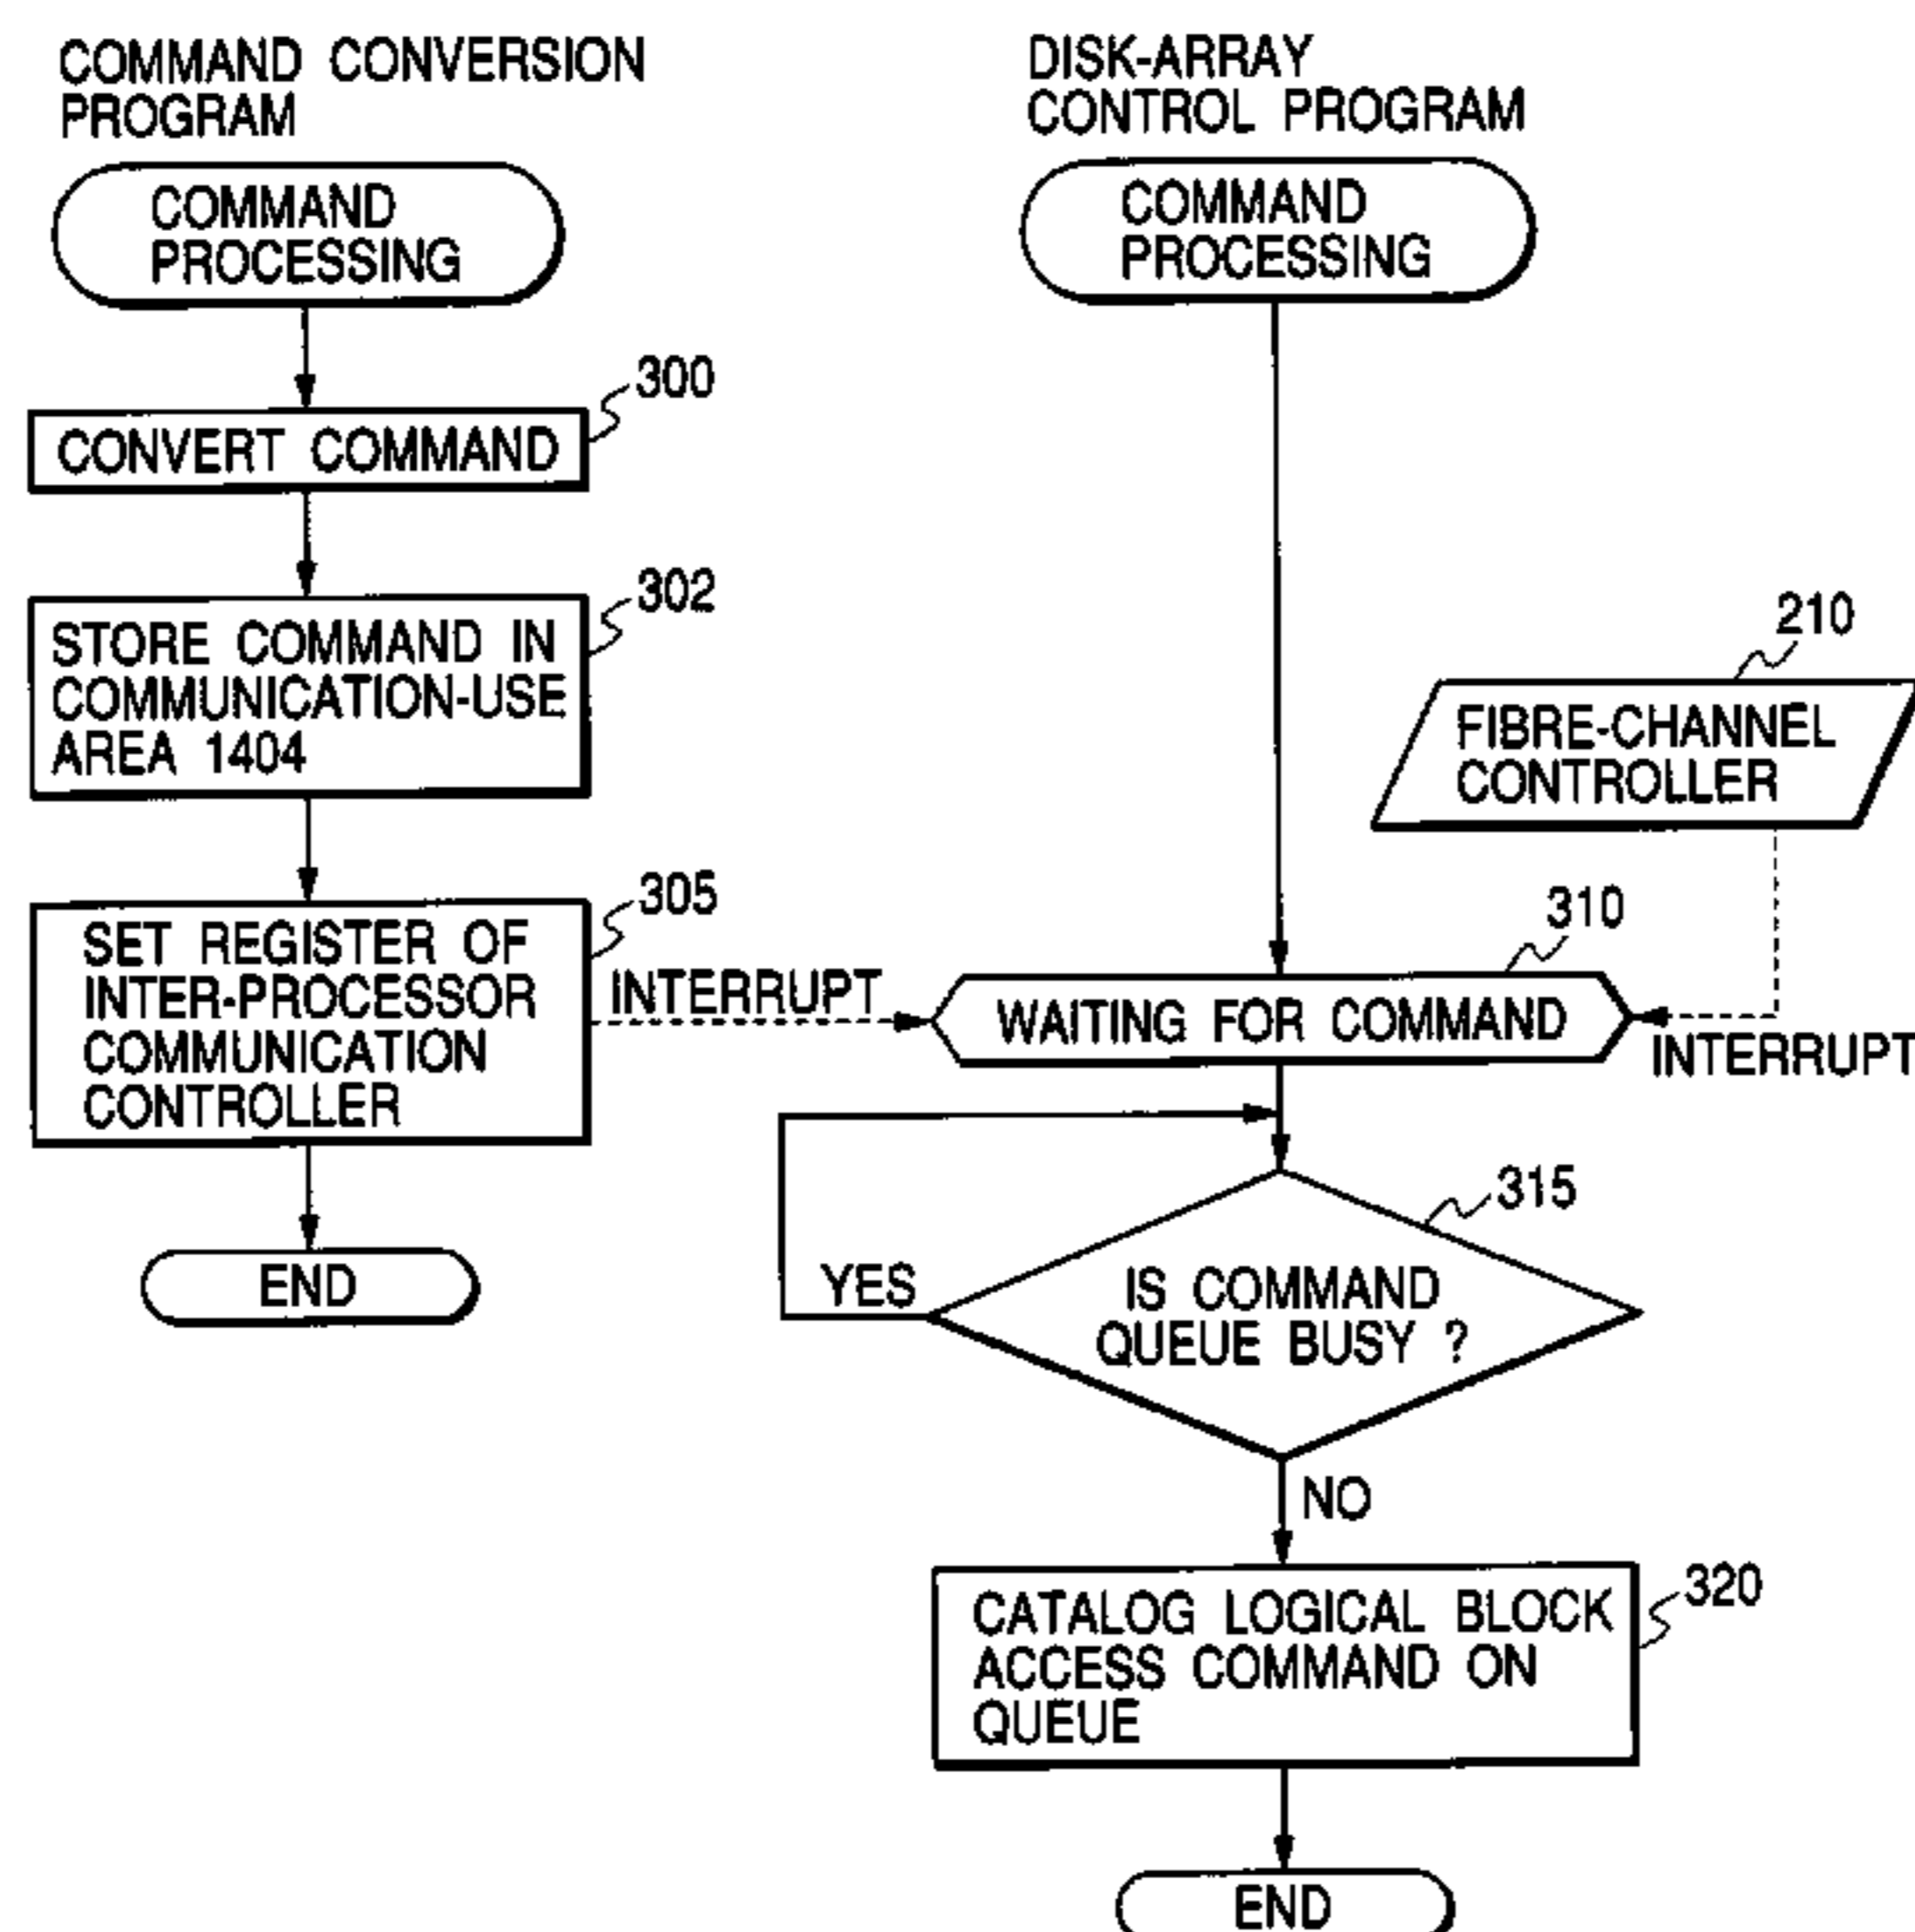 COMMAND CONVERSION
PROGRAM
COMMAND
PROCESSING
300
CONVERT COMMAND
302
STORE COMMAND IN
COMMUNICATION-USE
AREA 1404
305
SET REGISTER OF
INTER-PROCESSOR
COMMUNICATION
CONTROLLER
INTERRUPT
END
DISK-ARRAY
CONTROL PROGRAM
COMMAND
PROCESSING
210
FIBRE-CHANNEL
CONTROLLER
310
WAITING FOR COMMAND
INTERRUPT
315
YES
IS COMMAND
QUEUE BUSY ?
NO
320
CATALOG LOGICAL BLOCK
ACCESS COMMAND ON
QUEUE
END